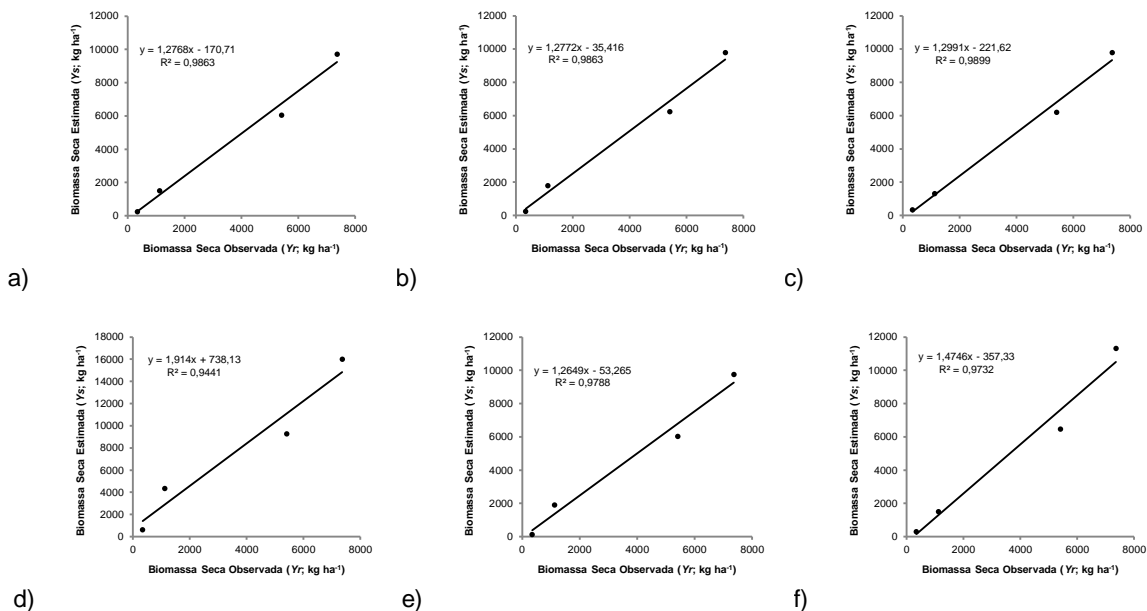 12000
10000
8000
6000
4000
2000
0
y = 1,2768x - 170,71
R² = 0,9863
0 2000 4000 6000 8000
Biomassa Seca Estimada (Ys; kg ha⁻¹)
Biomassa Seca Observada (Yr; kg ha⁻¹)
a)
12000
10000
8000
6000
4000
2000
0
y = 1,2772x - 35,416
R² = 0,9863
0 2000 4000 6000 8000
Biomassa Seca Estimada (Ys; kg ha⁻¹)
Biomassa Seca Observada (Yr; kg ha⁻¹)
b)
12000
10000
8000
6000
4000
2000
0
y = 1,2991x - 221,62
R² = 0,9899
0 2000 4000 6000 8000
Biomassa Seca Estimada (Ys; kg ha⁻¹)
Biomassa Seca Observada (Yr; kg ha⁻¹)
c)
18000
16000
14000
12000
10000
8000
6000
4000
2000
0
y = 1,914x + 738,13
R² = 0,9441
0 2000 4000 6000 8000
Biomassa Seca Estimada (Ys; kg ha⁻¹)
Biomassa Seca Observada (Yr; kg ha⁻¹)
d)
12000
10000
8000
6000
4000
2000
0
y = 1,2649x - 53,265
R² = 0,9788
0 2000 4000 6000 8000
Biomassa Seca Estimada (Ys; kg ha⁻¹)
Biomassa Seca Observada (Yr; kg ha⁻¹)
e)
12000
10000
8000
6000
4000
2000
0
y = 1,4746x - 357,33
R² = 0,9732
0 2000 4000 6000 8000
Biomassa Seca Estimada (Ys; kg ha⁻¹)
Biomassa Seca Observada (Yr; kg ha⁻¹)
f)